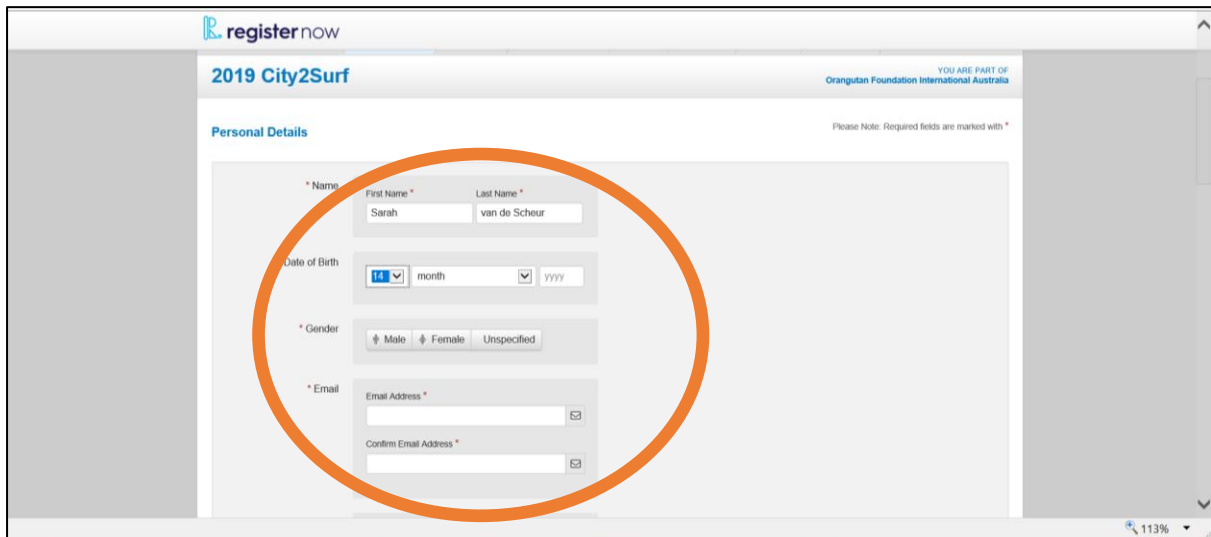 registernow
2019 City2Surf
YOU ARE PART OF
Orangutan Foundation International Australia
Personal Details
Please Note: Required fields are marked with *
* Name
First Name * Last Name *
Sarah van de Scheur
Date of Birth
14 month yyyy
* Gender
Male Female Unspecified
* Email
Email Address *
Confirm Email Address *
113%